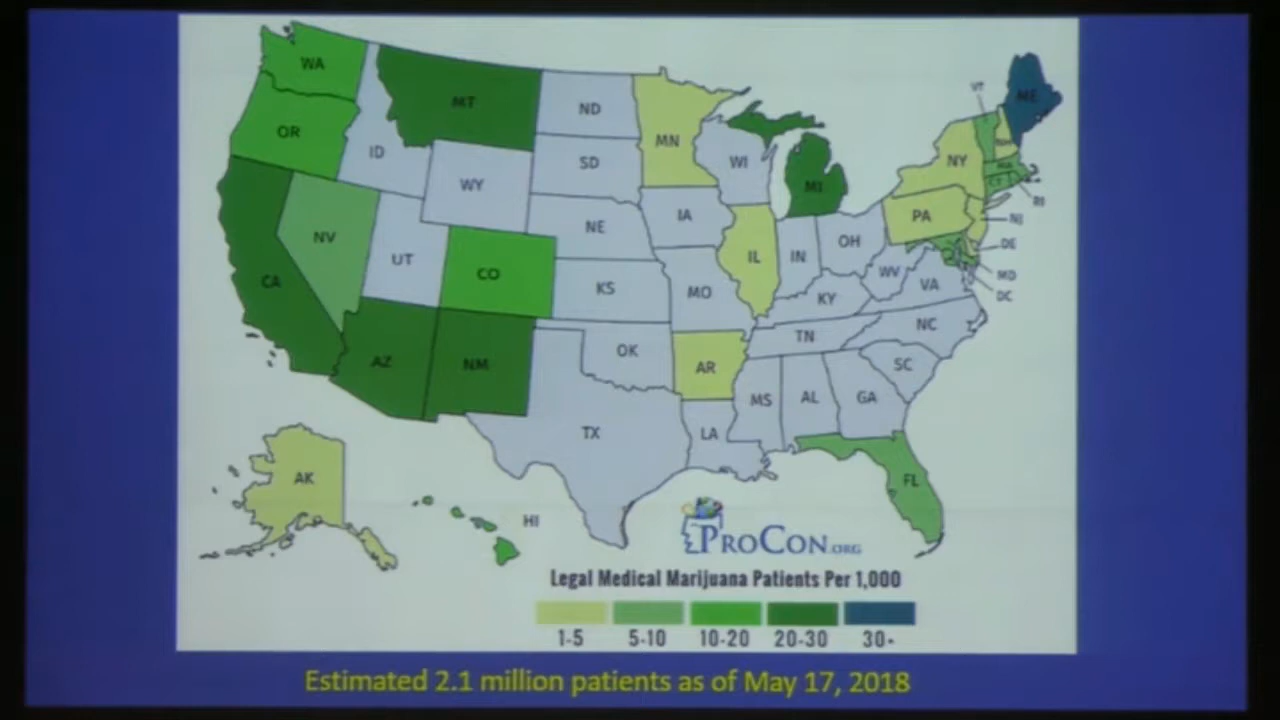 WA
MT
ND
MN
VT
ME
OR
ID
SD
WI
NY
WY
MI
RI
IA
PA
NJ
NE
NV
OH
DE
UT
CO
IL
IN
WV
MD
CA
KS
MO
VA
DC
KY
NC
AZ
NM
OK
AR
TN
SC
MS
AL
GA
TX
LA
AK
FL
HI
PROCON.ORG
Legal Medical Marijuana Patients Per 1,000
1-5 5-10 10-20 20-30 30+
Estimated 2.1 million patients as of May 17, 2018